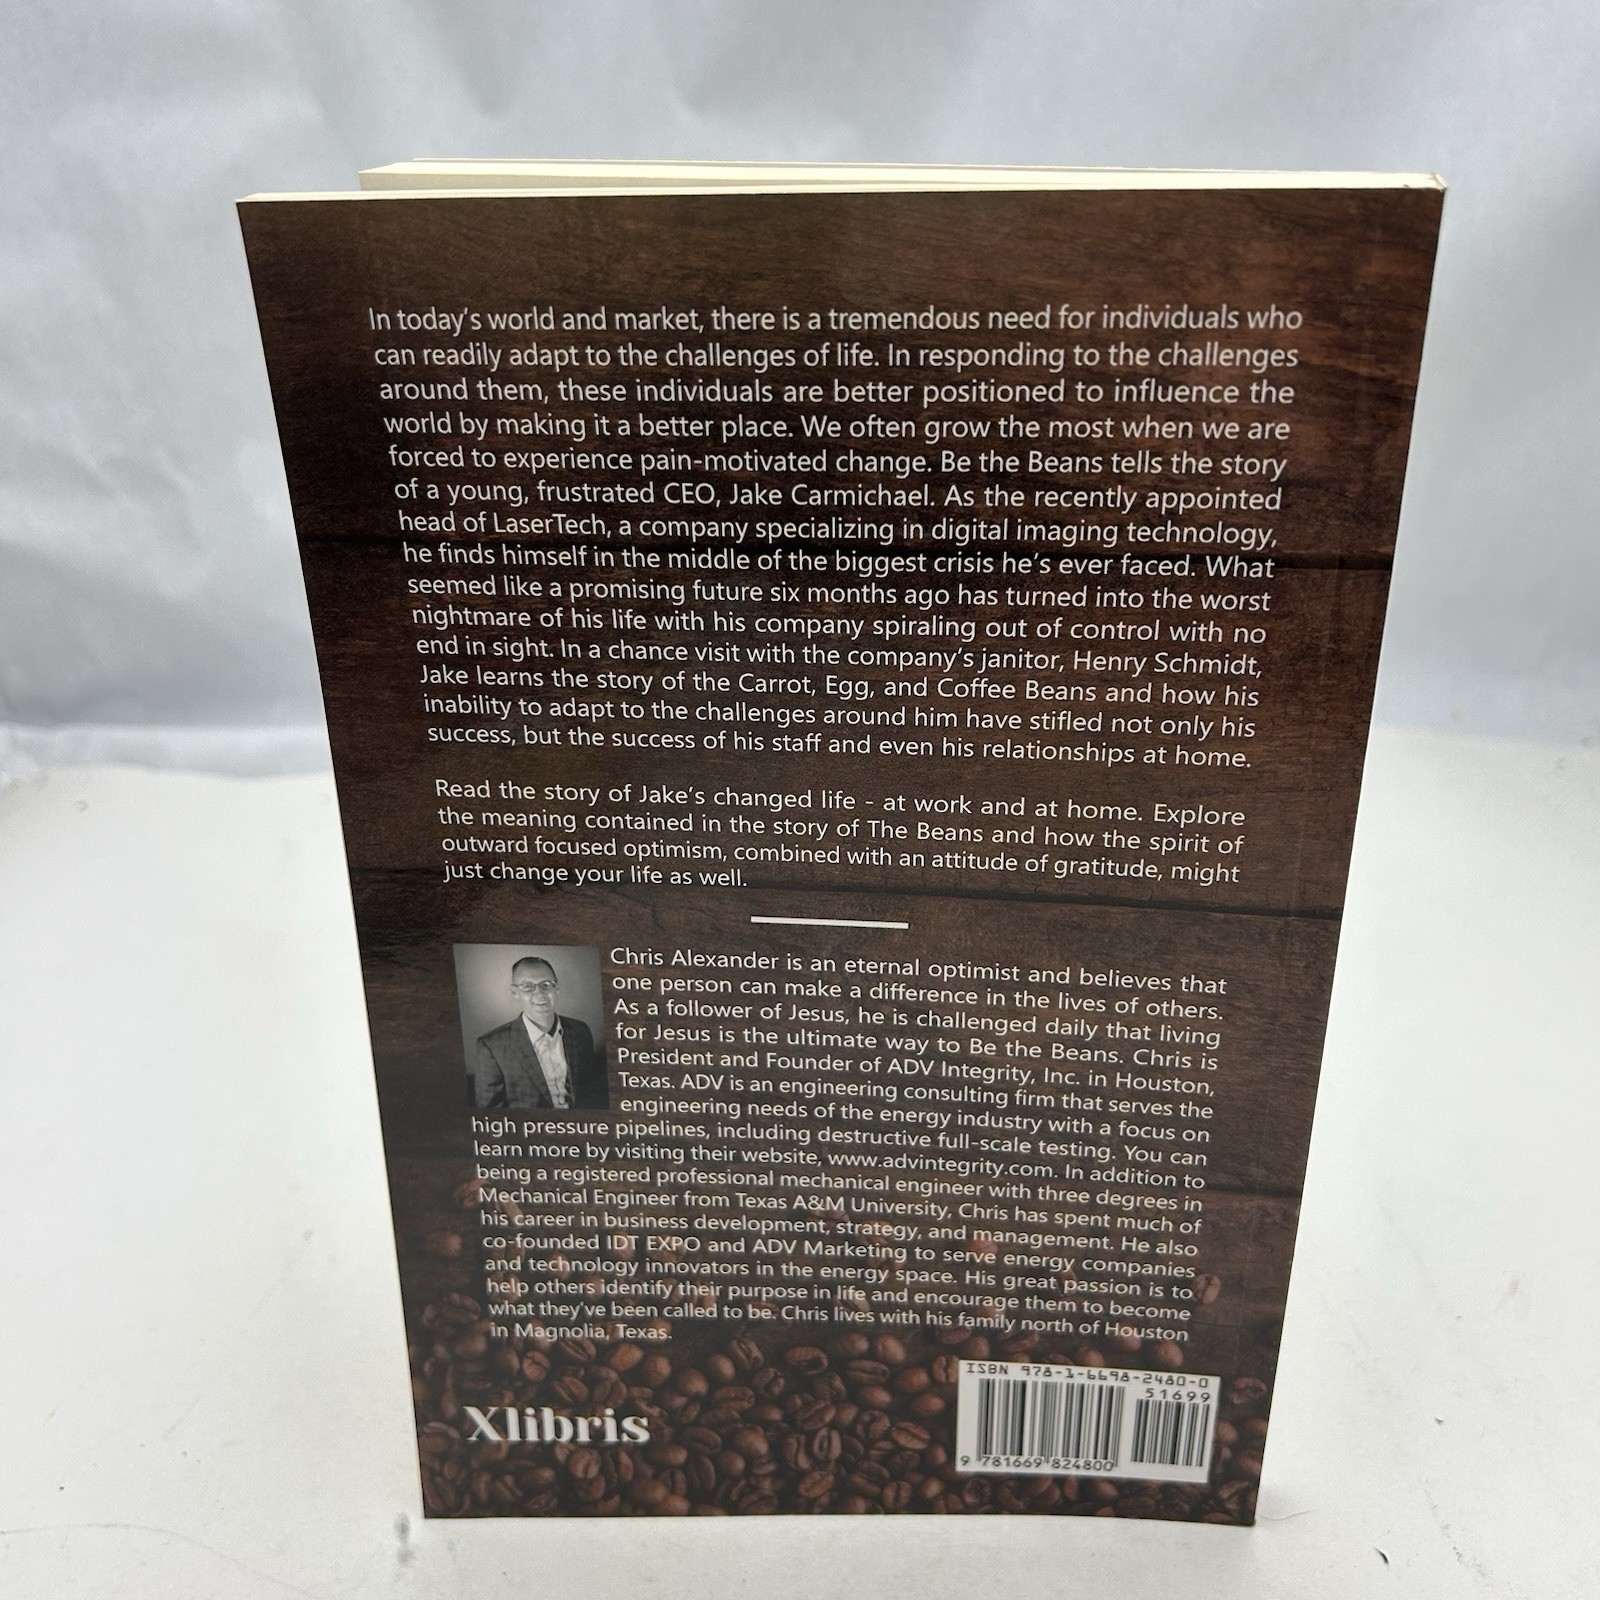 In today's world and market, there is a tremendous need for individuals who
can readily adapt to the challenges of life. In responding to the challenges
around them, these individuals are better positioned to influence the
world by making it a better place. We often grow the most when we are
forced to experience pain-motivated change. Be the Beans tells the story
of a young, frustrated CEO, Jake Carmichael. As the recently appointed
head of LaserTech, a company specializing in digital imaging technology,
he finds himself in the middle of the biggest crisis he's ever faced. What
seemed like a promising future six months ago has turned into the worst
nightmare of his life with his company spiraling out of control with no
end in sight. In a chance visit with the company's janitor, Henry Schmidt,
Jake learns the story of the Carrot, Egg, and Coffee Beans and how his
inability to adapt to the challenges around him have stifled not only his
success, but the success of his staff and even his relationships at home.
Read the story of Jake's changed life - at work and at home. Explore
the meaning contained in the story of The Beans and how the spirit of
outward focused optimism, combined with an attitude of gratitude, might
just change your life as well.
Chris Alexander is an eternal optimist and believes that
one person can make a difference in the lives of others.
As a follower of Jesus, he is challenged daily that living
for Jesus is the ultimate way to Be the Beans. Chris is
President and Founder of ADV Integrity, Inc. in Houston,
Texas. ADV is an engineering consulting firm that serves the
engineering needs of the energy industry with a focus on
high pressure pipelines, including destructive full-scale testing. You can
learn more by visiting their website, www.advintegrity.com. In addition to
being a registered professional mechanical engineer with three degrees in
Mechanical Engineer from Texas A&M University, Chris has spent much of
his career in business development, strategy, and management. He also
co-founded IDT EXPO and ADV Marketing to serve energy companies
and technology innovators in the energy space. His great passion is to
help others identify their purpose in life and encourage them to become
what they've been called to be. Chris lives with his family north of Houston
in Magnolia, Texas.
Xlibris
ISBN 978-1-6698-2480-0
51699
9 781669 824800